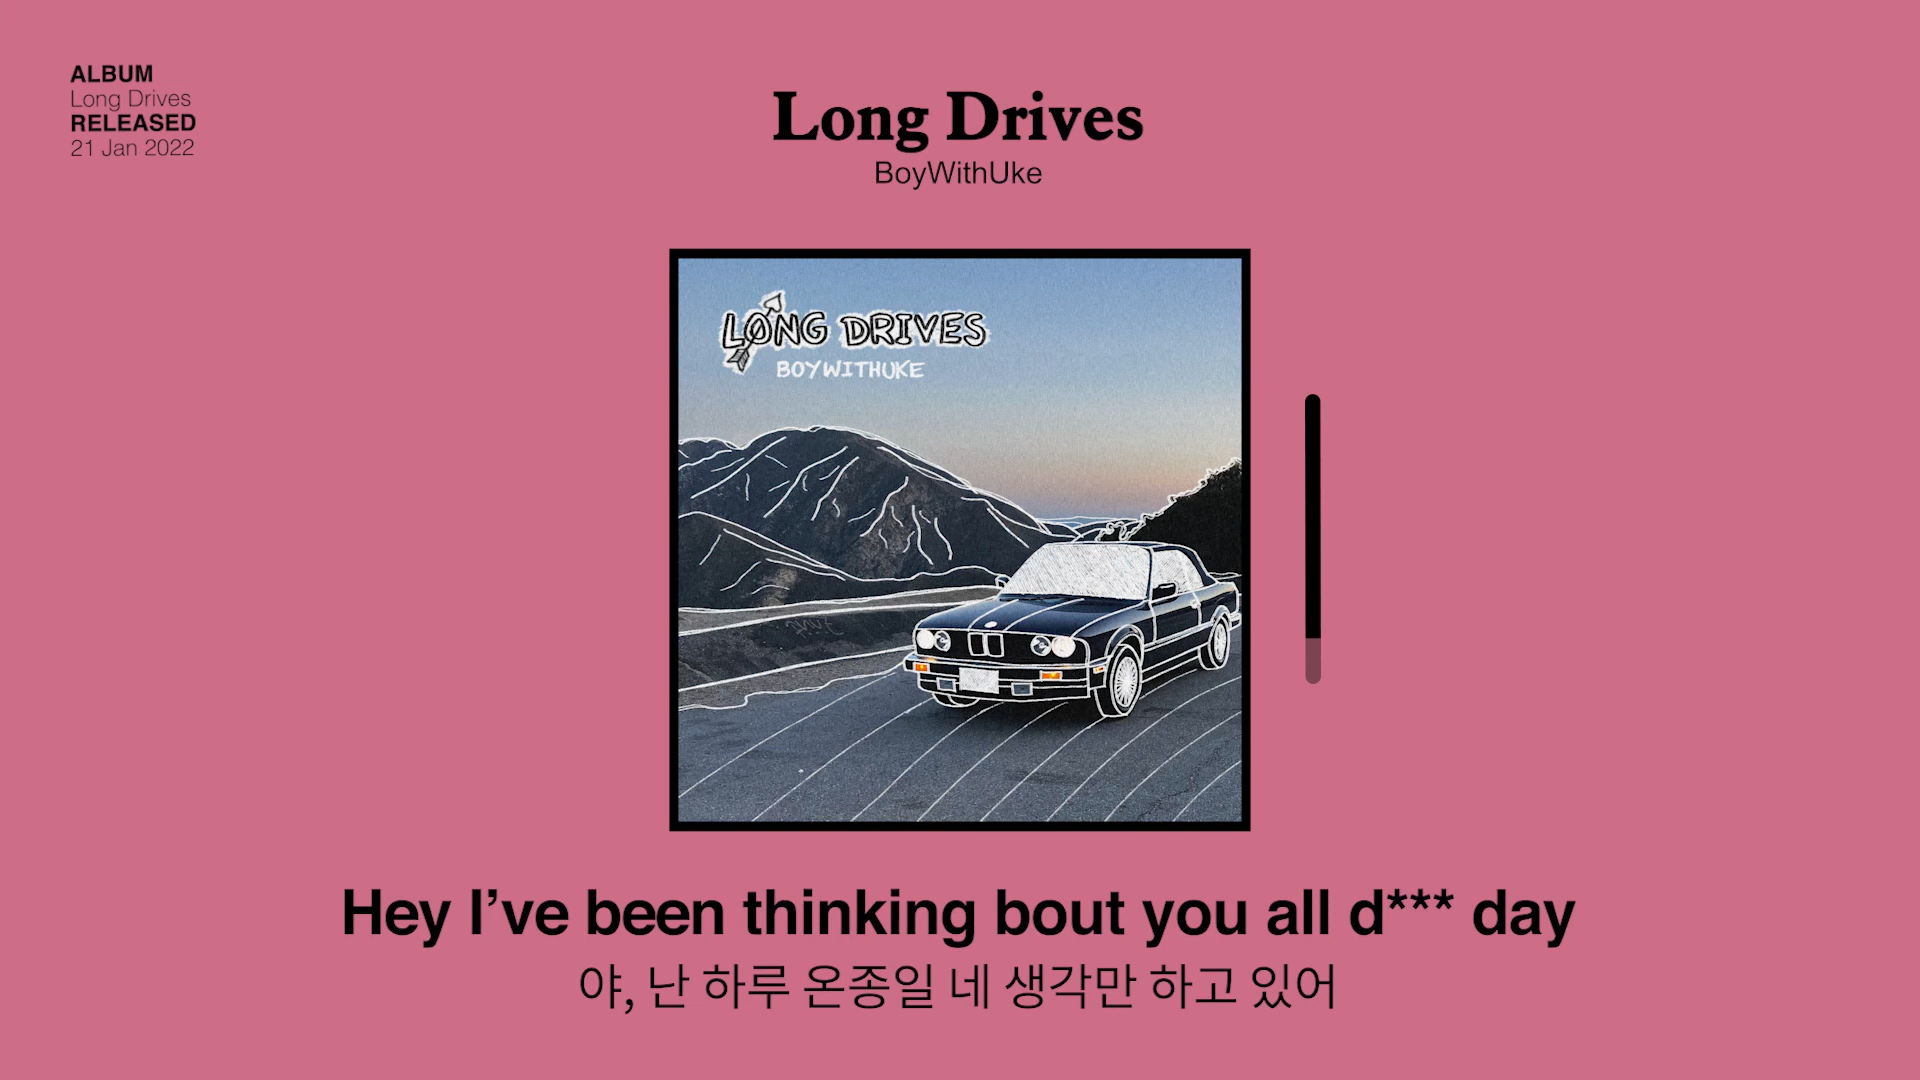 ALBUM
Long Drives
RELEASED
21 Jan 2022
Long Drives
BoyWithUke
LONG DRIVES
BOYWITHUKE
Hey I’ve been thinking bout you all d*** day
야, 난 하루 온종일 네 생각만 하고 있어